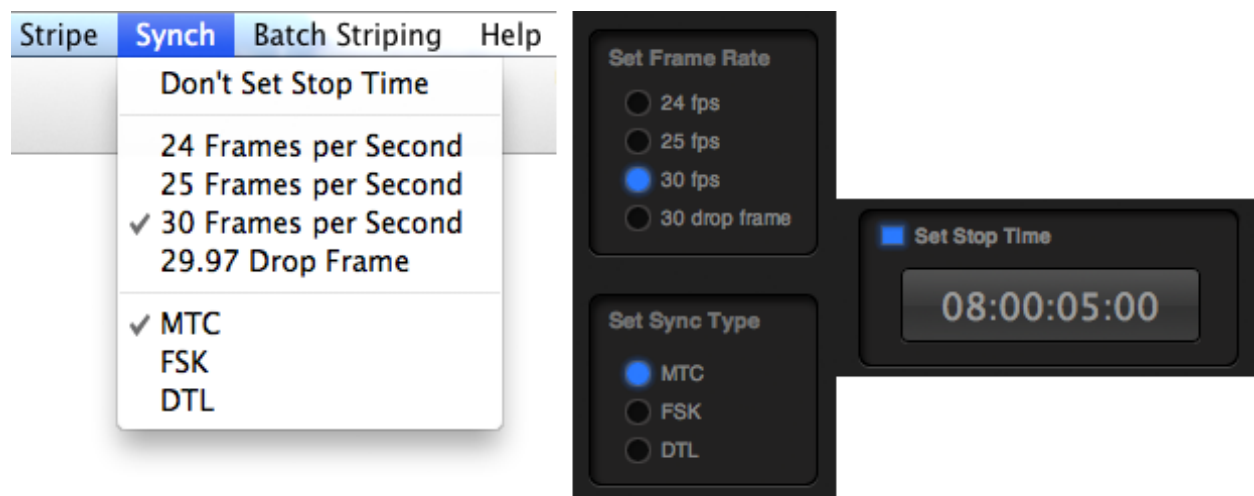 Stripe Synch Batch Striping Help
Don't Set Stop Time
24 Frames per Second
25 Frames per Second
30 Frames per Second
29.97 Drop Frame
MTC
FSK
DTL
Set Frame Rate
24 fps
25 fps
30 fps
30 drop frame
Set Sync Type
MTC
FSK
DTL
Set Stop Time
08:00:05:00